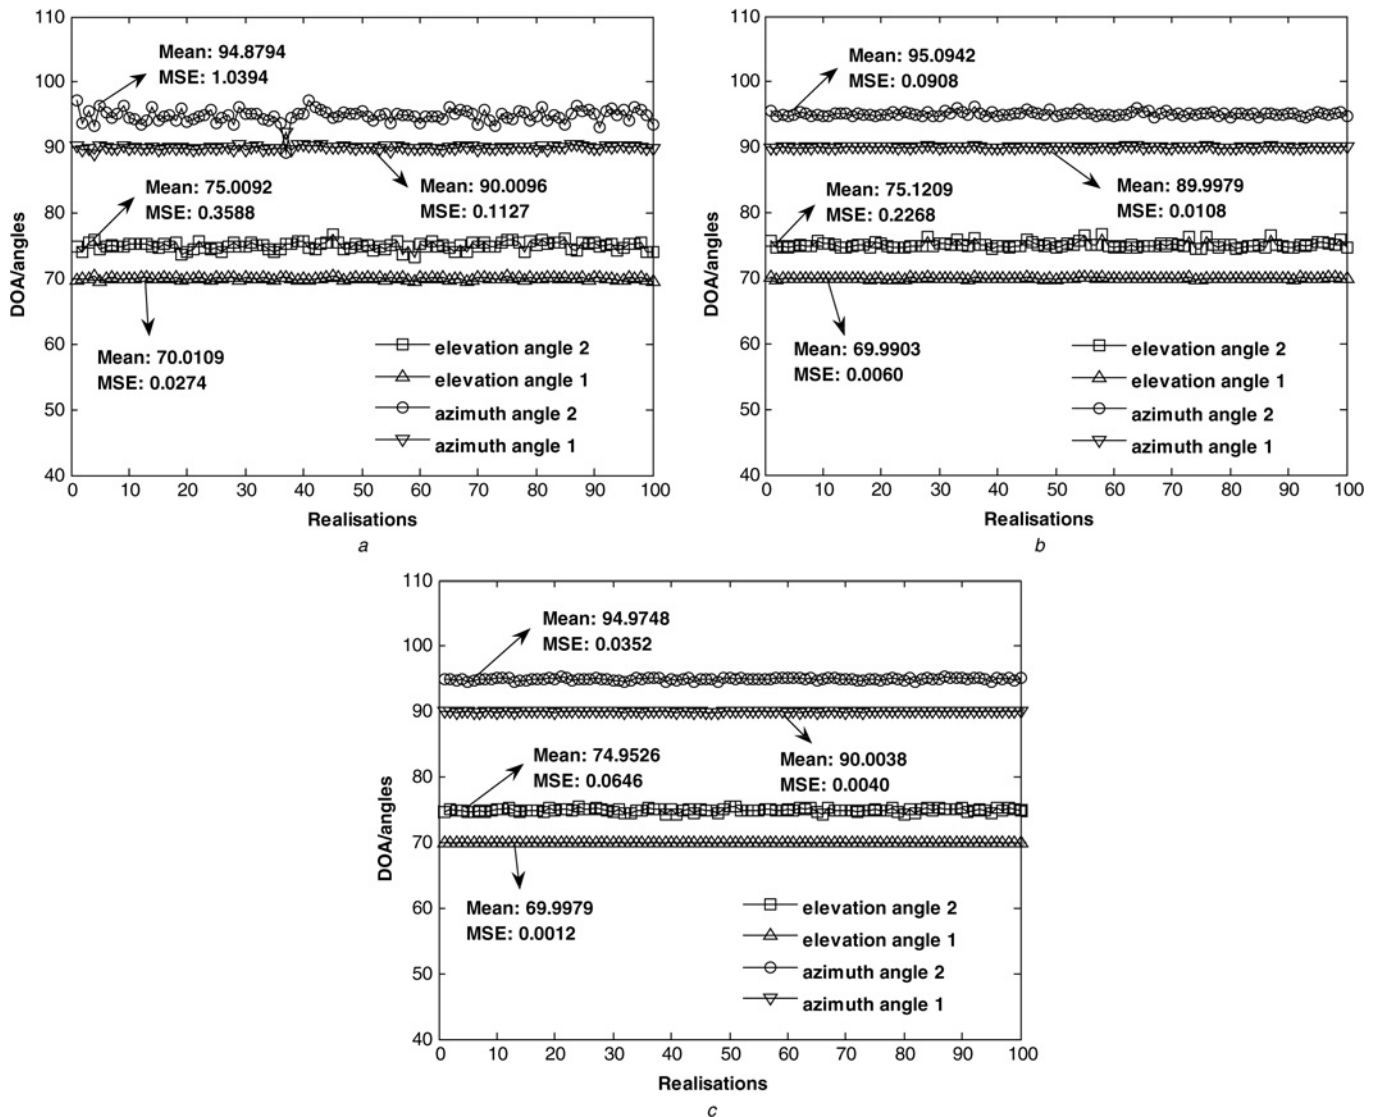 110
100
90
80
70
60
50
40
DOA/angles
Mean: 94.8794
MSE: 1.0394
Mean: 75.0092
MSE: 0.3588
Mean: 90.0096
MSE: 0.1127
Mean: 70.0109
MSE: 0.0274
elevation angle 2
elevation angle 1
azimuth angle 2
azimuth angle 1
0 10 20 30 40 50 60 70 80 90 100
Realisations
a
110
100
90
80
70
60
50
40
DOA/angles
Mean: 95.0942
MSE: 0.0908
Mean: 75.1209
MSE: 0.2268
Mean: 89.9979
MSE: 0.0108
Mean: 69.9903
MSE: 0.0060
elevation angle 2
elevation angle 1
azimuth angle 2
azimuth angle 1
0 10 20 30 40 50 60 70 80 90 100
Realisations
b
110
100
90
80
70
60
50
40
DOA/angles
Mean: 94.9748
MSE: 0.0352
Mean: 74.9526
MSE: 0.0646
Mean: 90.0038
MSE: 0.0040
Mean: 69.9979
MSE: 0.0012
elevation angle 2
elevation angle 1
azimuth angle 2
azimuth angle 1
0 10 20 30 40 50 60 70 80 90 100
Realisations
c